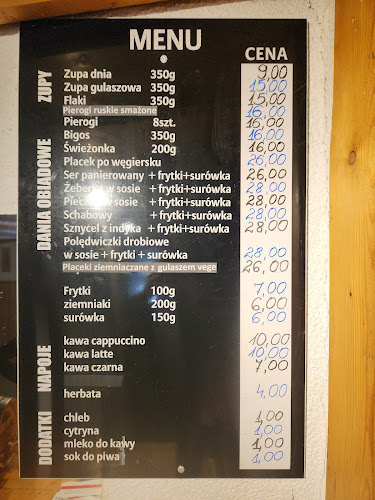 MENU
CENA
ZUPY
Zupa dnia 350g 9,00
Zupa gulaszowa 350g 15,00
Flaki 350g 15,00
Pierogi ruskie smażone 16,00
DANIA OBIADOWE
Pierogi 8szt. 16,00
Bigos 350g 16,00
Świeżonka 200g 16,00
Placek po węgiersku 26,00
Ser panierowany +frytki+surówka 26,00
Żeberka w sosie +frytki+surówka 28,00
Pieczeń w sosie +frytki+surówka 28,00
Schabowy +frytki+surówka 28,00
Sznycel z indyka +frytki+surówka 28,00
Polędwiczki drobiowe
w sosie + frytki + surówka 28,00
Placeki ziemniaczane z gulaszem vege 26,00
Frytki 100g 7,00
ziemniaki 200g 6,00
surówka 150g 6,00
NAPOJE
kawa cappuccino 10,00
kawa latte 10,00
kawa czarna 7,00
herbata 4,00
DODATKI
chleb 1,00
cytryna 1,00
mleko do kawy 1,00
sok do piwa 1,00